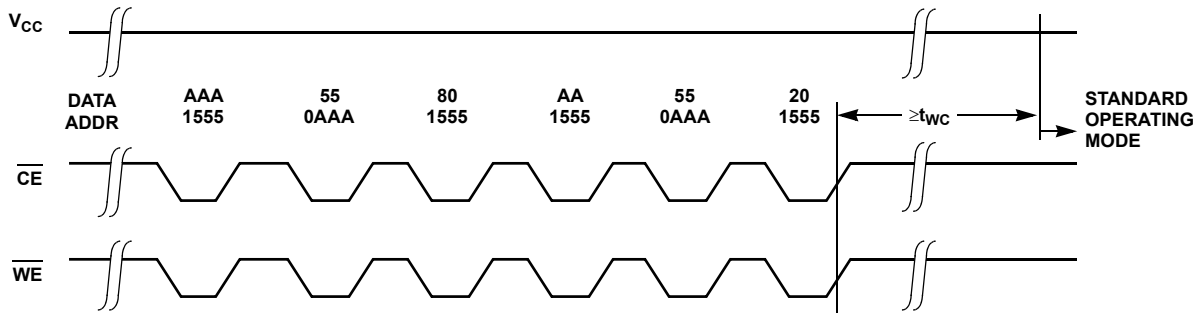 VCC
DATA AAA 55 80 AA 55 20
ADDR 1555 0AAA 1555 1555 0AAA 1555
≥tWC
STANDARD
OPERATING
MODE
CE
WE